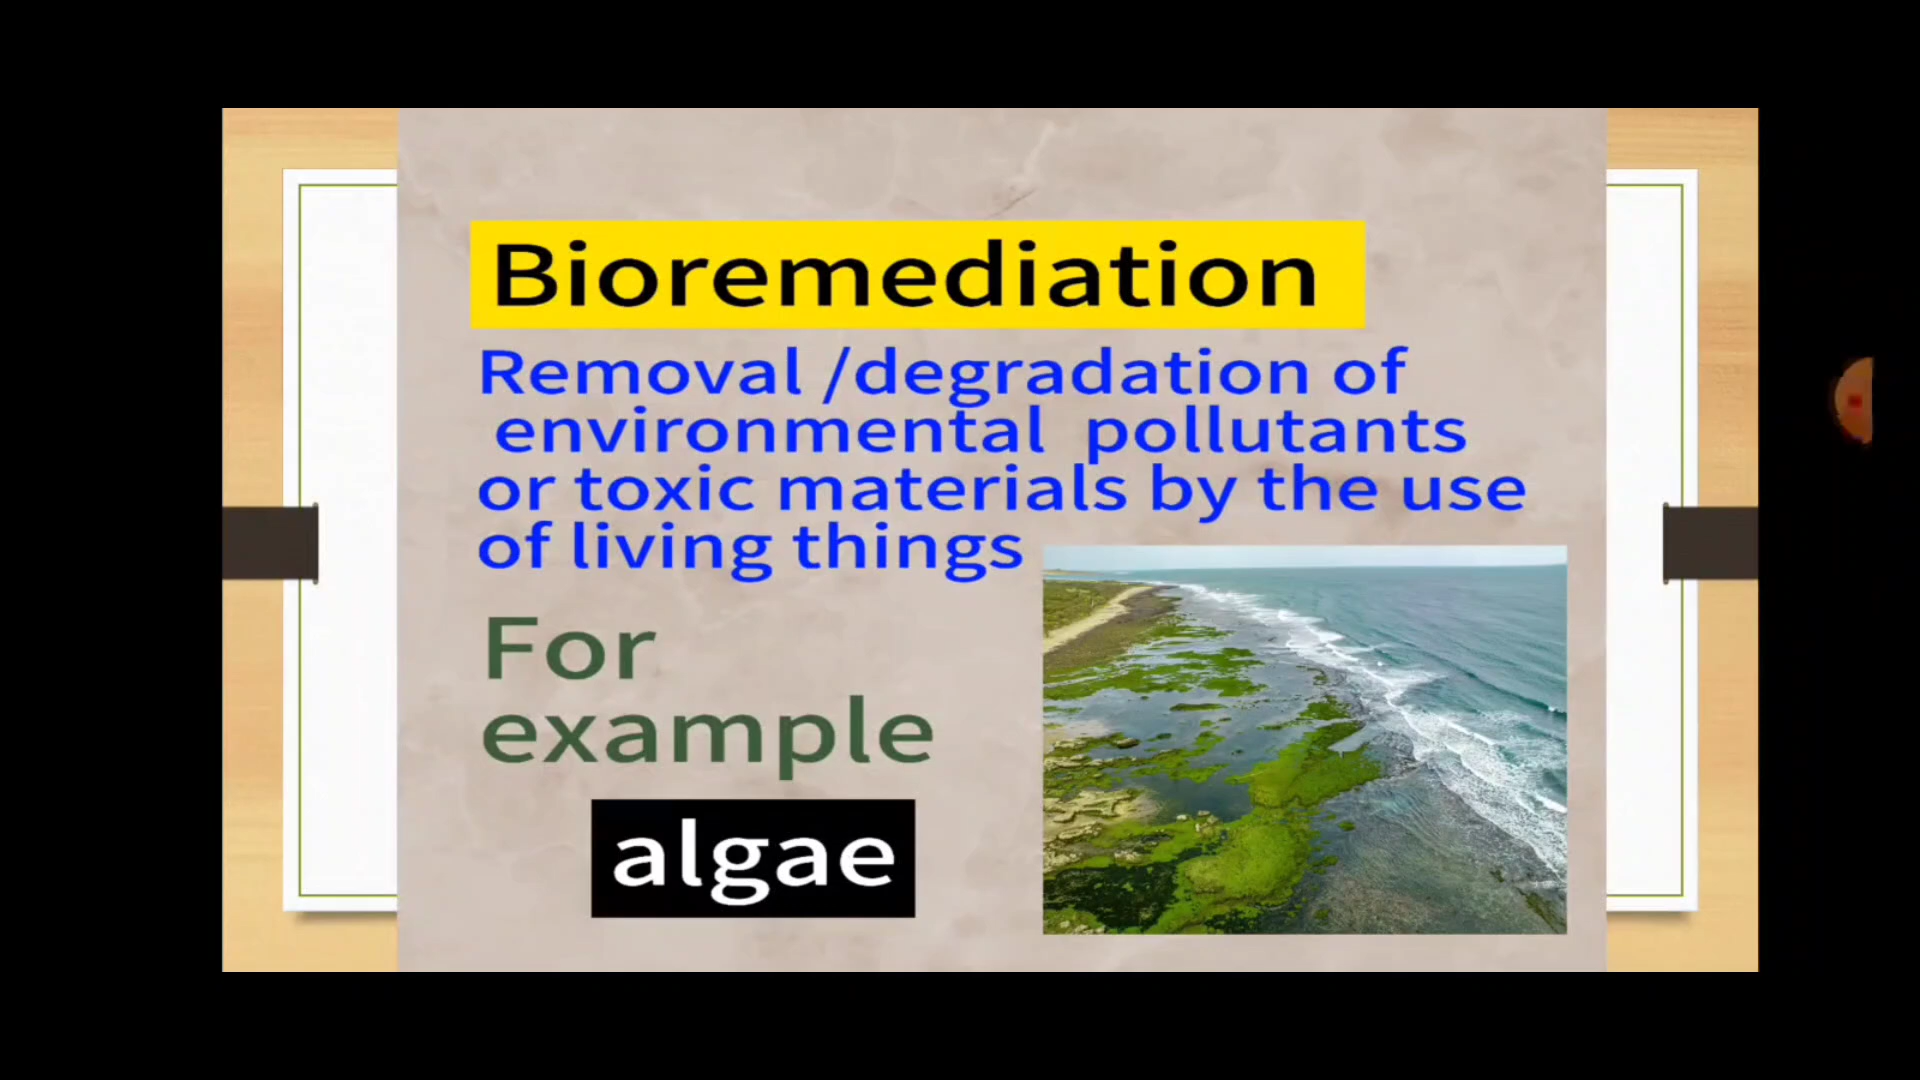 Bioremediation
Removal /degradation of
environmental pollutants
or toxic materials by the use
of living things
For
example
algae